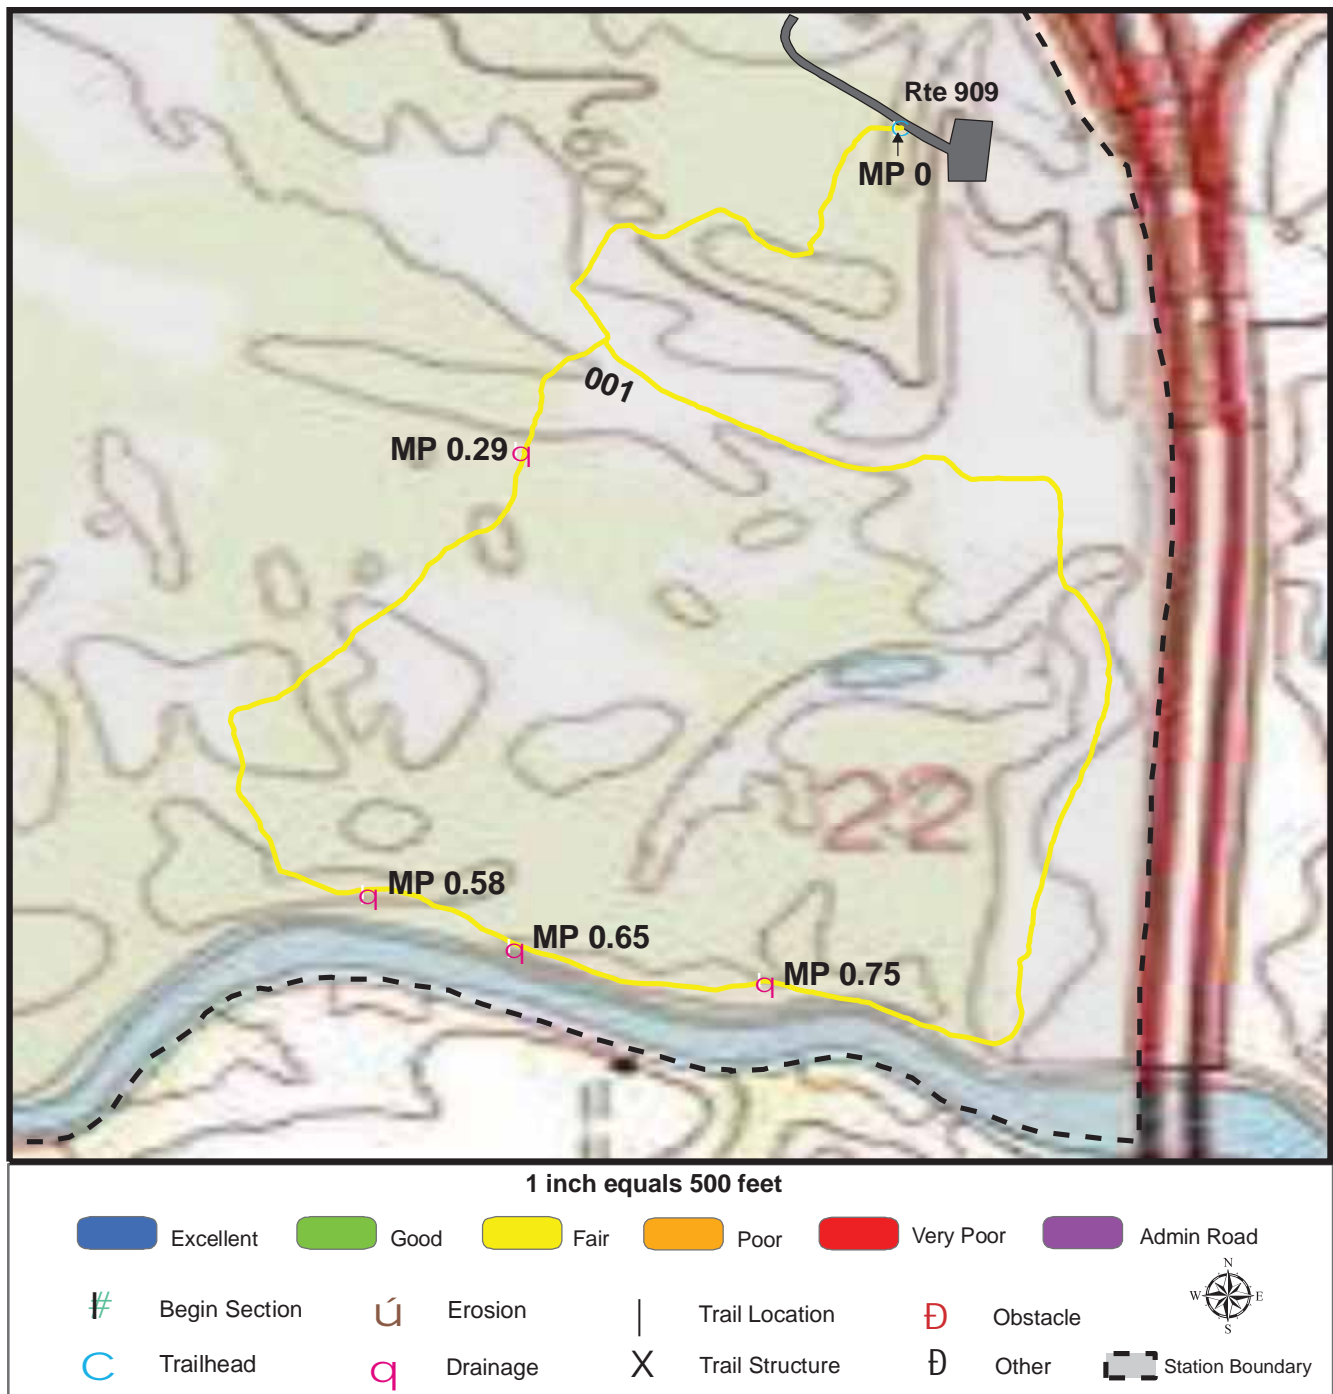 Rte 909
MP 0
600
001
MP 0.29
22
MP 0.58
MP 0.65
MP 0.75
1 inch equals 500 feet
Excellent
Good
Fair
Poor
Very Poor
Admin Road
Begin Section
Erosion
Trail Location
Obstacle
Trailhead
Drainage
Trail Structure
Other
Station Boundary
N
W
E
S